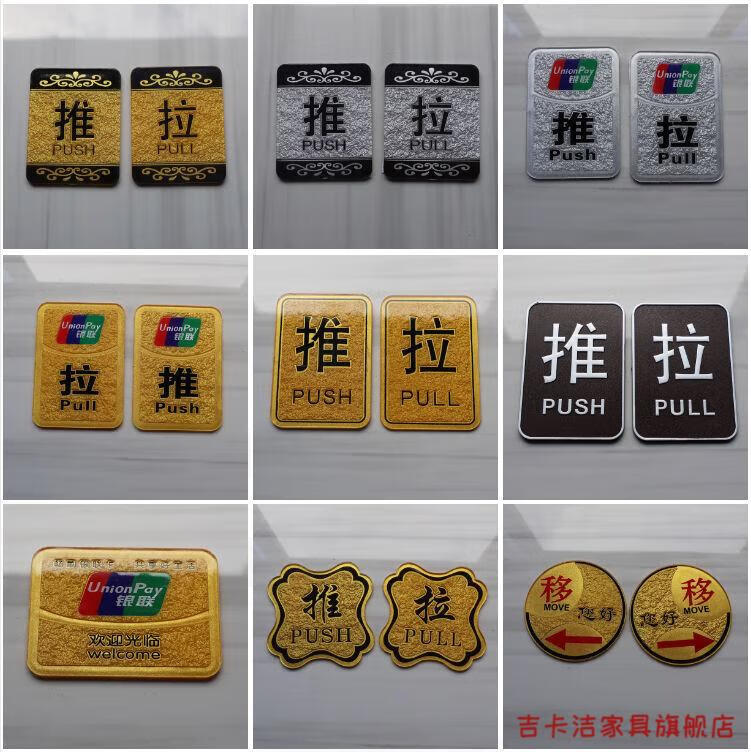 推
PUSH
拉
PULL
推
PUSH
拉
PULL
UnionPay
银联
推
Push
UnionPay
银联
拉
Pull
UnionPay
银联
拉
Pull
UnionPay
银联
推
Push
推
PUSH
拉
PULL
推
PUSH
拉
PULL
UnionPay
银联
欢迎光临
welcome
推
PUSH
拉
PULL
移
MOVE
您好
移
MOVE
您好
吉卡洁家具旗舰店